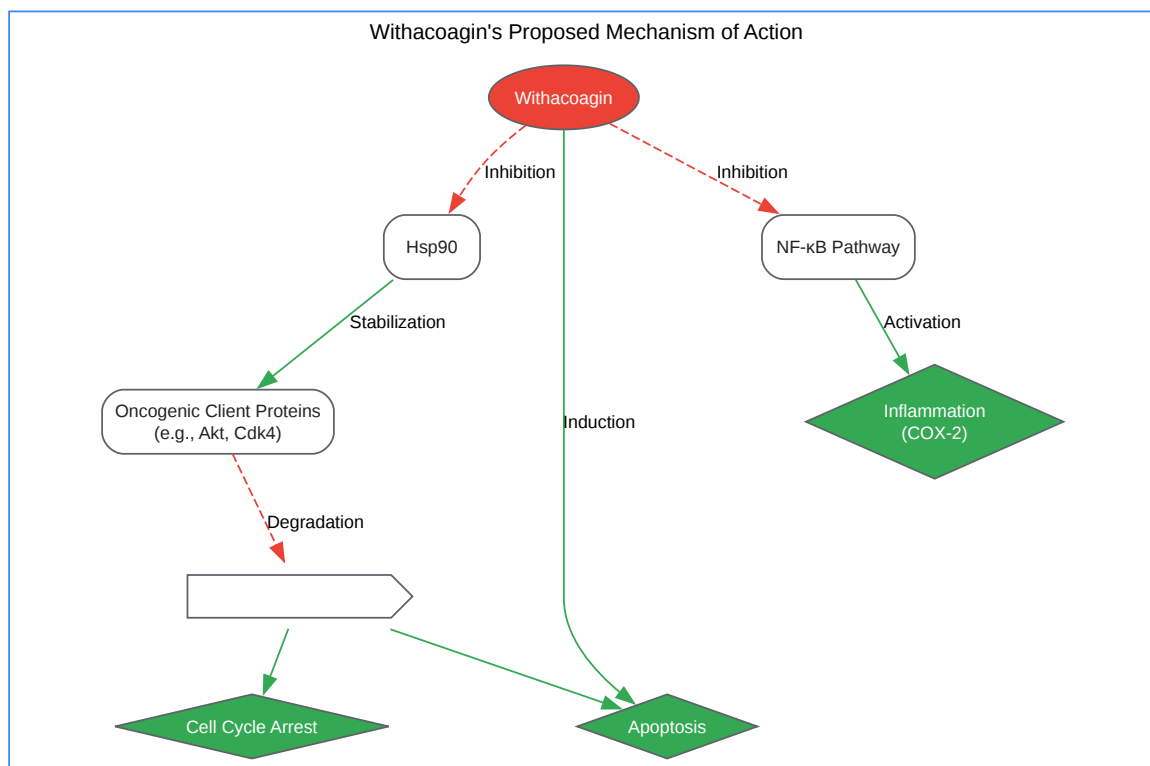 Withacoagin's Proposed Mechanism of Action
Withacoagin
Inhibition
Inhibition
Hsp90
NF-κB Pathway
Stabilization
Activation
Oncogenic Client Proteins
(e.g., Akt, Cdk4)
Inflammation
(COX-2)
Induction
Degradation
Cell Cycle Arrest
Apoptosis